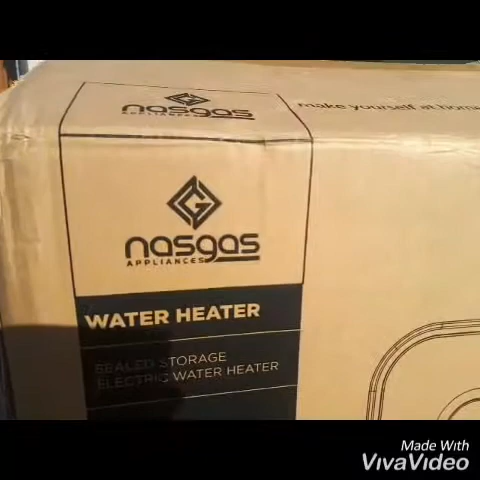 nasgas
APPLIANCES
make yourself at home
nasgas
APPLIANCES
WATER HEATER
SEALED STORAGE
ELECTRIC WATER HEATER
Made With
VivaVideo